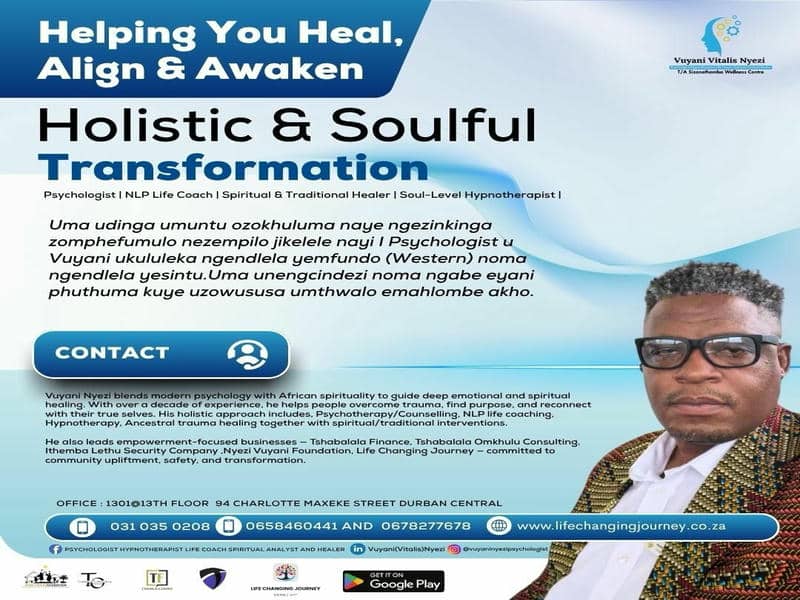 Helping You Heal,
Align & Awaken
Vuyani Vitalis Nyezi
T/A Sizanathemba Wellness Centre
Holistic & Soulful
Transformation
Psychologist | NLP Life Coach | Spiritual & Traditional Healer | Soul-Level Hypnotherapist |
Uma udinga umuntu ozokhuluma naye ngezinkinga
zomphefumulo nezempilo jikelele nayi I Psychologist u
Vuyani ukululeka ngendlela yemfundo (Western) noma
ngendlela yesintu.Uma unengcindezi noma ngabe eyani
phuthuma kuye uzowususa umthwalo emahlombe akho.
CONTACT
Vuyani Nyezi blends modern psychology with African spirituality to guide deep emotional and spiritual
healing. With over a decade of experience, he helps people overcome trauma, find purpose, and reconnect
with their true selves. His holistic approach includes, Psychotherapy/Counselling, NLP life coaching,
Hypnotherapy, Ancestral trauma healing together with spiritual/traditional interventions.
He also leads empowerment-focused businesses — Tshabalala Finance, Tshabalala Omkhulu Consulting,
Ithemba Lethu Security Company ,Nyezi Vuyani Foundation, Life Changing Journey — committed to
community upliftment, safety, and transformation.
OFFICE : 1301@13TH FLOOR 94 CHARLOTTE MAXEKE STREET DURBAN CENTRAL
031 035 0208 0658460441 AND 0678277678 www.lifechangingjourney.co.za
PSYCHOLOGIST HYPNOTHERAPIST LIFE COACH SPIRITUAL ANALYST AND HEALER Vuyani(Vitalis)Nyezi @vuyaninyezipsychologist
LIFE CHANGING JOURNEY
GET IT ON
Google Play